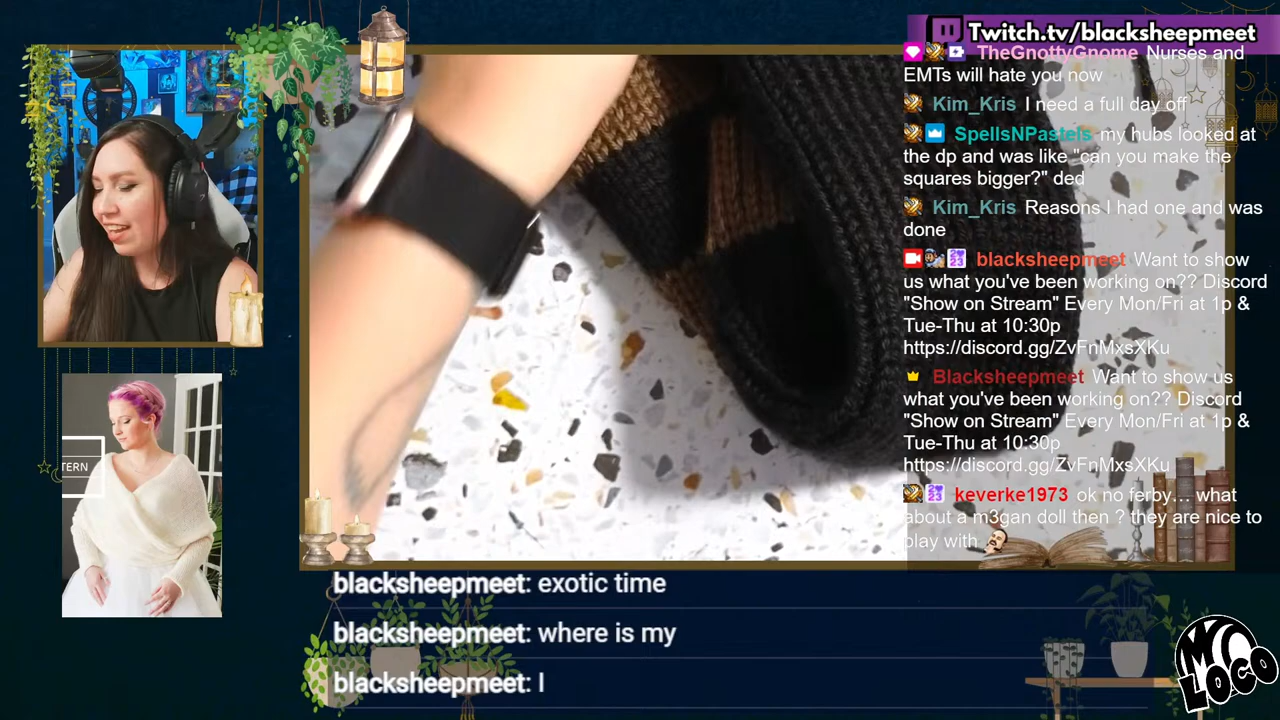 Twitch.tv/blacksheepmeet
TheGnottyGnome Nurses and
EMTs will hate you now
Kim_Kris I need a full day off
SpellsNPastels my hubs looked at
the dp and was like "can you make the
squares bigger?" ded
Kim_Kris Reasons I had one and was
done
blacksheepmeet Want to show
us what you've been working on?? Discord
"Show on Stream" Every Mon/Fri at 1p &
Tue-Thu at 10:30p
https://discord.gg/ZvFnMxsXKu
Blacksheepmeet Want to show us
what you've been working on?? Discord
"Show on Stream" Every Mon/Fri at 1p &
Tue-Thu at 10:30p
https://discord.gg/ZvFnMxsXKu
keverke1973 ok no ferby... what
about a m3gan doll then ? they are nice to
play with
TERN
blacksheepmeet: exotic time
blacksheepmeet: where is my
blacksheepmeet: I
MC
LOCO